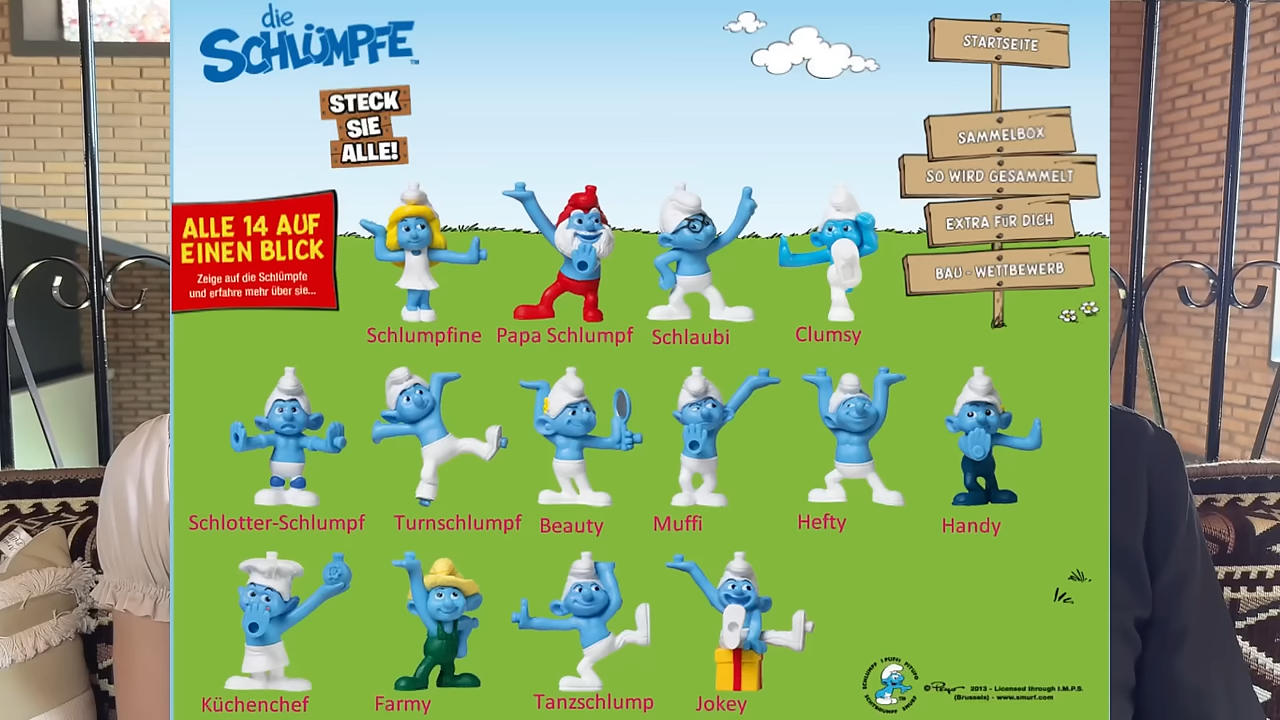 die
SCHLÜMPFE
STECK
SIE
ALLE!
ALLE 14 AUF
EINEN BLICK
Zeige auf die Schlümpfe
und erfahre mehr über sie...
STARTSEITE
SAMMELBOX
SO WIRD GESAMMELT
EXTRA FÜR DICH
BAU - WETTBEWERB
Schlumpfine Papa Schlumpf Schlaubi Clumsy
Schlotter-Schlumpf Turnschlumpf Beauty Muffi Hefty Handy
Küchenchef Farmy Tanzschlump Jokey
© Peyo 2013 - Licensed through I.M.P.S.
(Brussels) - www.smurf.com